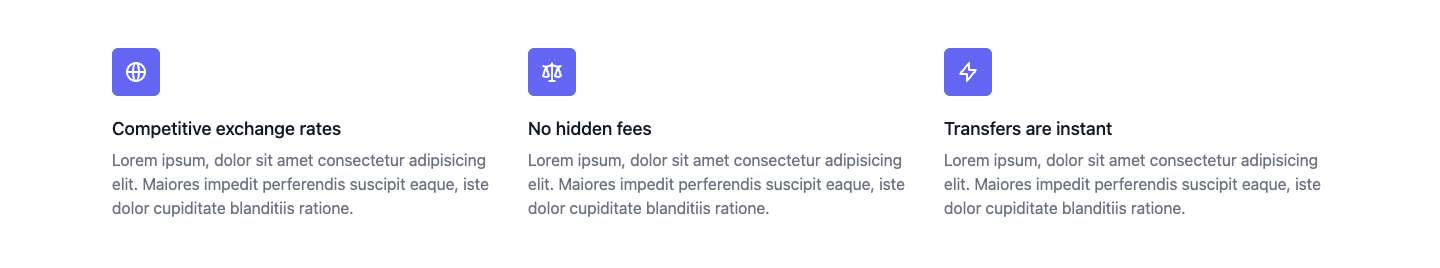 Competitive exchange rates
Lorem ipsum, dolor sit amet consectetur adipisicing
elit. Maiores impedit perferendis suscipit eaque, iste
dolor cupiditate blanditiis ratione.
No hidden fees
Lorem ipsum, dolor sit amet consectetur adipisicing
elit. Maiores impedit perferendis suscipit eaque, iste
dolor cupiditate blanditiis ratione.
Transfers are instant
Lorem ipsum, dolor sit amet consectetur adipisicing
elit. Maiores impedit perferendis suscipit eaque, iste
dolor cupiditate blanditiis ratione.